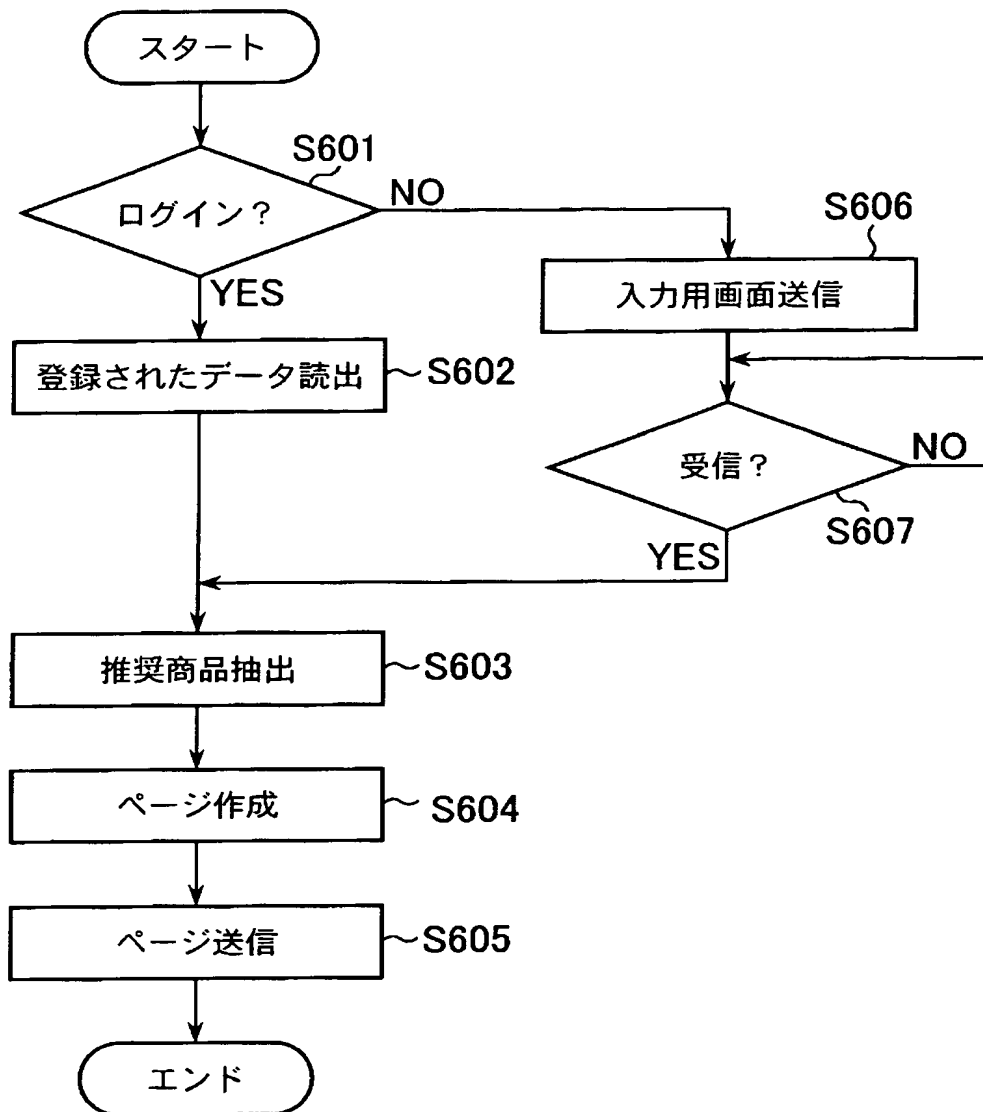 スタート
S601
ログイン？
NO
YES
S606
入力用画面送信
登録されたデータ読出
S602
受信？
NO
S607
YES
推奨商品抽出
S603
ページ作成
S604
ページ送信
S605
エンド